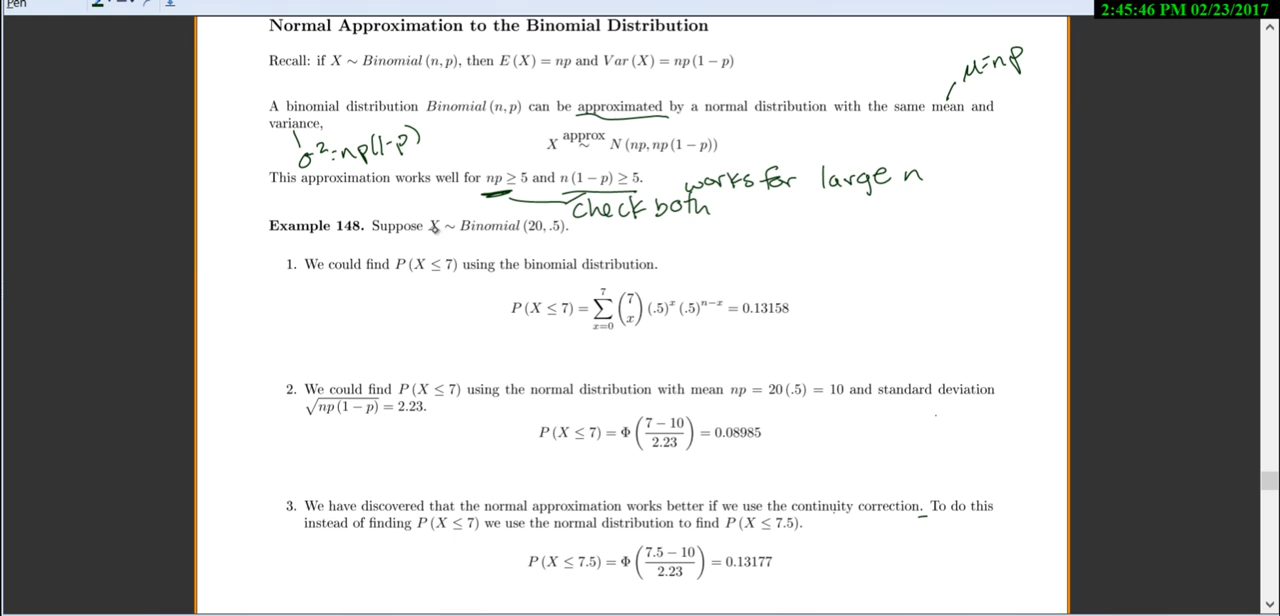 Pen
2:45:46 PM 02/23/2017
Normal Approximation to the Binomial Distribution
Recall: if X ~ Binomial (n, p), then E (X) = np and Var (X) = np (1 − p)
μ=np
A binomial distribution Binomial (n, p) can be approximated by a normal distribution with the same mean and
variance,
σ²=np(1-p)
X approx ~ N (np, np (1 − p))
This approximation works well for np ≥ 5 and n (1 − p) ≥ 5.
works for large n
check both
Example 148. Suppose X ~ Binomial (20, .5).
1. We could find P (X ≤ 7) using the binomial distribution.
P (X ≤ 7) = ∑_{x=0}^{7} (7 x) (.5)^x (.5)^{n−x} = 0.13158
2. We could find P (X ≤ 7) using the normal distribution with mean np = 20 (.5) = 10 and standard deviation
√np (1 − p) = 2.23.
P (X ≤ 7) = Φ (7 − 10 / 2.23) = 0.08985
3. We have discovered that the normal approximation works better if we use the continuity correction. To do this
instead of finding P (X ≤ 7) we use the normal distribution to find P (X ≤ 7.5).
P (X ≤ 7.5) = Φ (7.5 − 10 / 2.23) = 0.13177